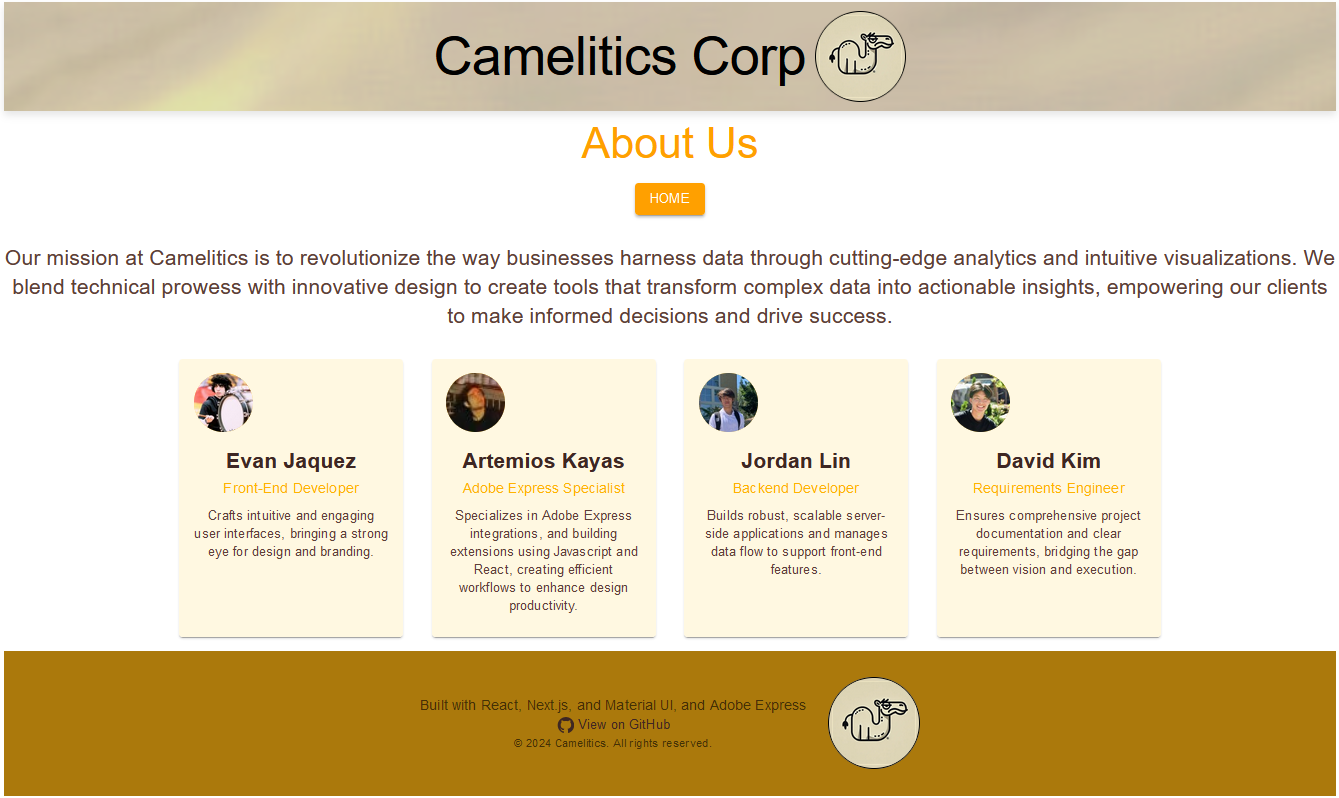 Camelitics Corp
About Us
HOME
Our mission at Camelitics is to revolutionize the way businesses harness data through cutting-edge analytics and intuitive visualizations. We
blend technical prowess with innovative design to create tools that transform complex data into actionable insights, empowering our clients
to make informed decisions and drive success.
Evan Jaquez
Front-End Developer
Crafts intuitive and engaging
user interfaces, bringing a strong
eye for design and branding.
Artemios Kayas
Adobe Express Specialist
Specializes in Adobe Express
integrations, and building
extensions using Javascript and
React, creating efficient
workflows to enhance design
productivity.
Jordan Lin
Backend Developer
Builds robust, scalable server-
side applications and manages
data flow to support front-end
features.
David Kim
Requirements Engineer
Ensures comprehensive project
documentation and clear
requirements, bridging the gap
between vision and execution.
Built with React, Next.js, and Material UI, and Adobe Express
View on GitHub
© 2024 Camelitics. All rights reserved.